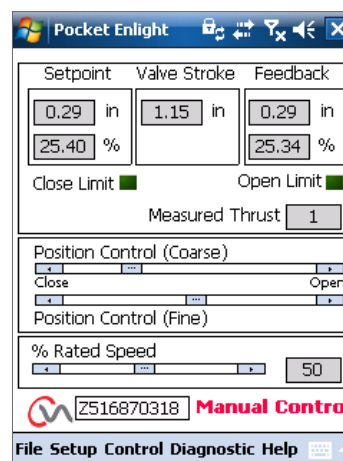 Pocket Enlight
Setpoint Valve Stroke Feedback
0.29 in 1.15 in 0.29 in
25.40 % 25.34 %
Close Limit Open Limit
Measured Thrust 1
Position Control (Coarse)
Close Open
Position Control (Fine)
% Rated Speed
50
Z516870318 Manual Contro
File Setup Control Diagnostic Help